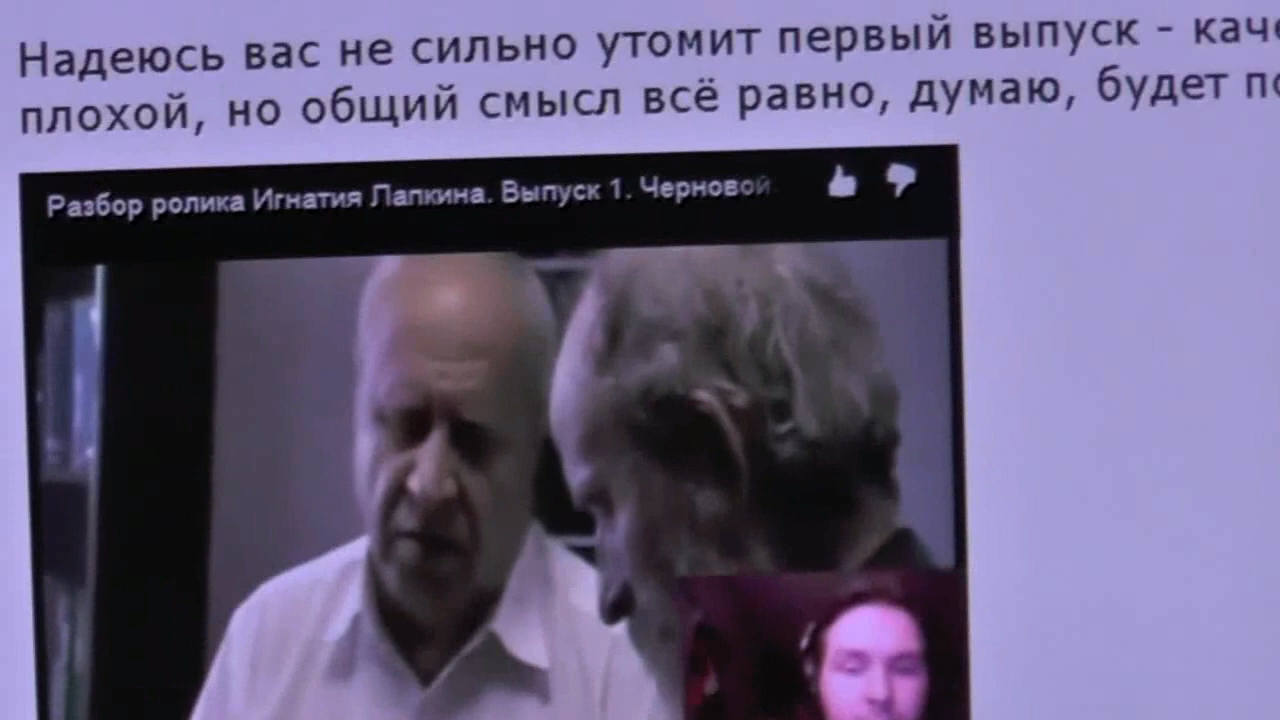 Надеюсь вас не сильно утомит первый выпуск - каче
плохой, но общий смысл всё равно, думаю, будет по
Разбор ролика Игнатия Лапкина. Выпуск 1. Черновой